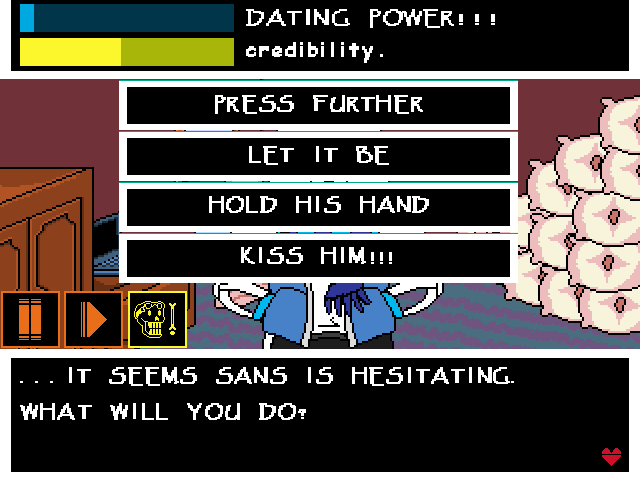 DATING POWER!!!
credibility.
PRESS FURTHER
LET IT BE
HOLD HIS HAND
KISS HIM!!!
...IT SEEMS SANS IS HESITATING.
WHAT WILL YOU DO?